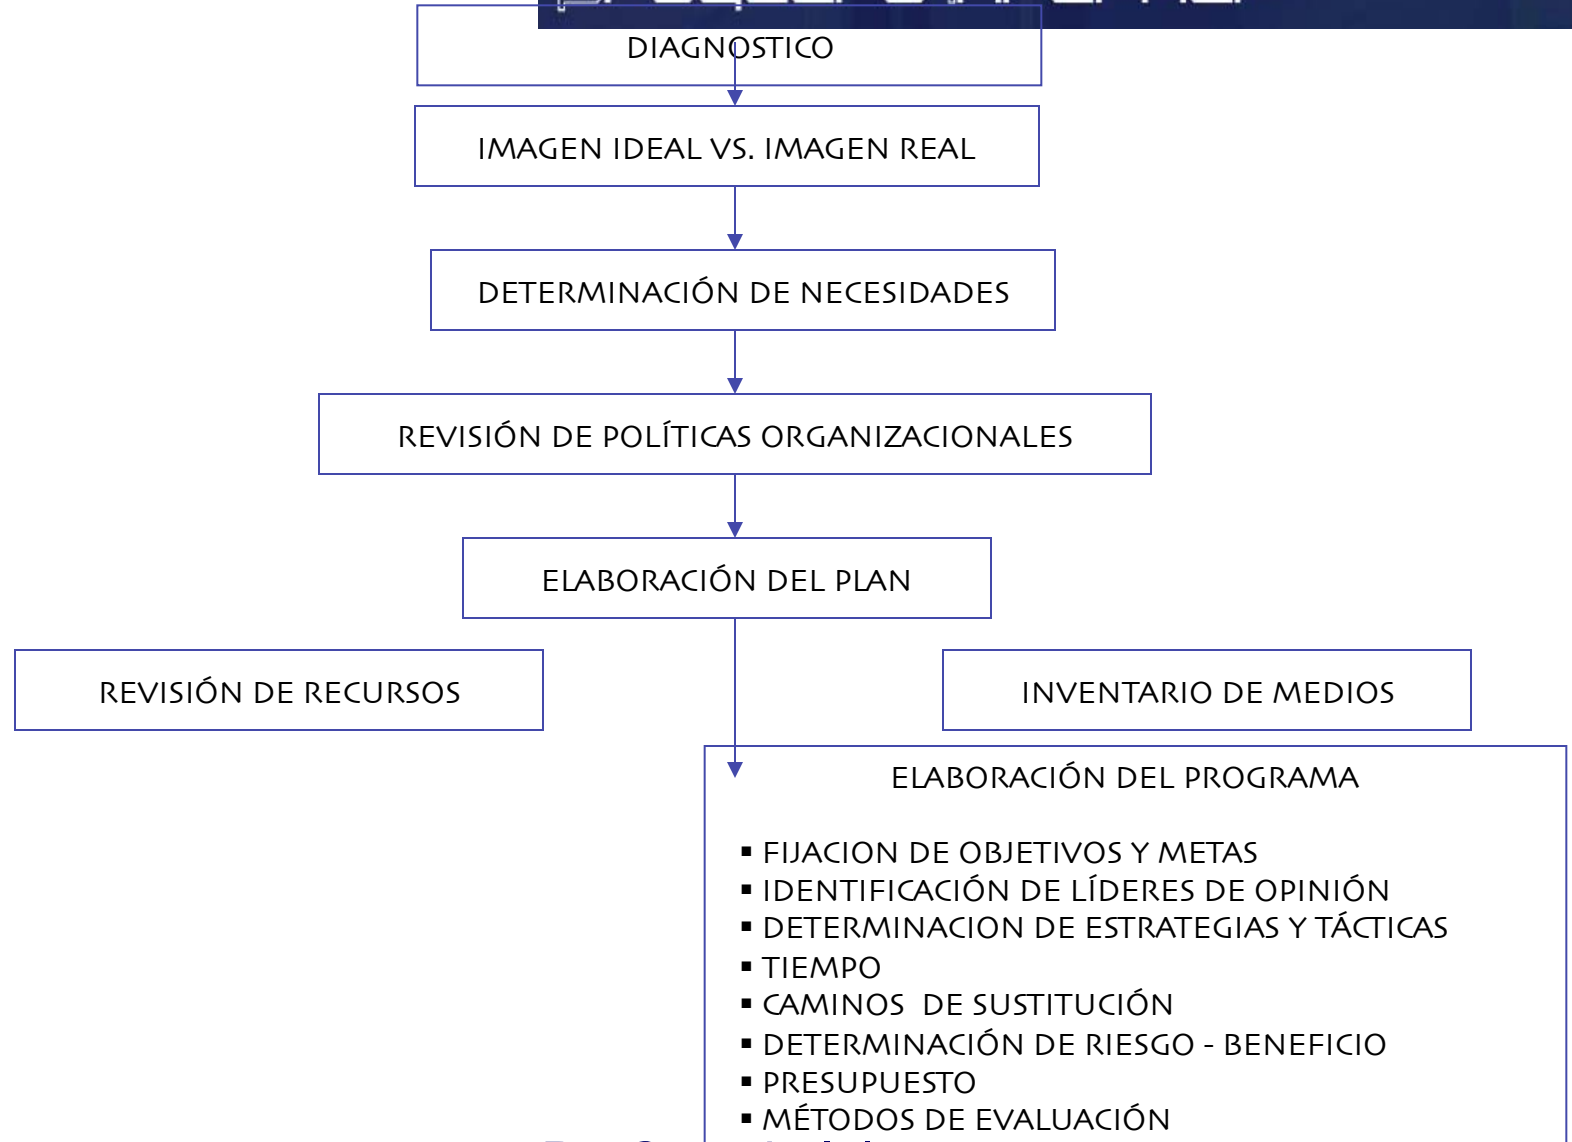 DIAGNOSTICO
IMAGEN IDEAL VS. IMAGEN REAL
DETERMINACIÓN DE NECESIDADES
REVISIÓN DE POLÍTICAS ORGANIZACIONALES
ELABORACIÓN DEL PLAN
REVISIÓN DE RECURSOS
INVENTARIO DE MEDIOS
ELABORACIÓN DEL PROGRAMA
▪ FIJACION DE OBJETIVOS Y METAS
▪ IDENTIFICACIÓN DE LÍDERES DE OPINIÓN
▪ DETERMINACION DE ESTRATEGIAS Y TÁCTICAS
▪ TIEMPO
▪ CAMINOS DE SUSTITUCIÓN
▪ DETERMINACIÓN DE RIESGO - BENEFICIO
▪ PRESUPUESTO
▪ MÉTODOS DE EVALUACIÓN